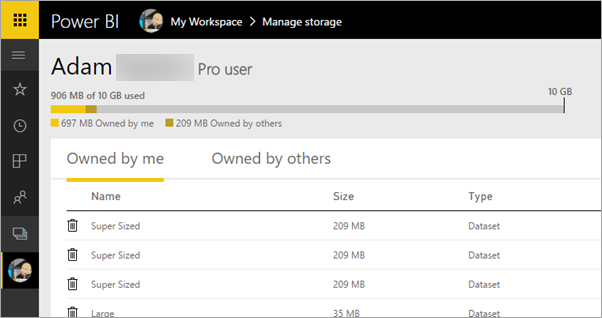 Power BI My Workspace > Manage storage
Adam Pro user
906 MB of 10 GB used 10 GB
697 MB Owned by me 209 MB Owned by others
Owned by me Owned by others
Name Size Type
Super Sized 209 MB Dataset
Super Sized 209 MB Dataset
Super Sized 209 MB Dataset
Large 35 MB Dataset